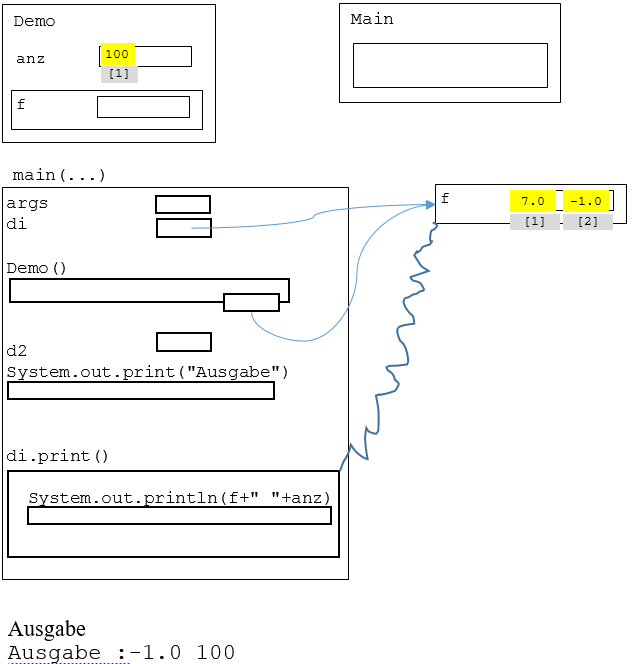 Demo
anz 100
[1]
f
Main
main(...)
args
di
f 7.0 -1.0
[1] [2]
Demo()
d2
System.out.print("Ausgabe")
di.print()
System.out.println(f+" "+anz)
Ausgabe
Ausgabe :-1.0 100